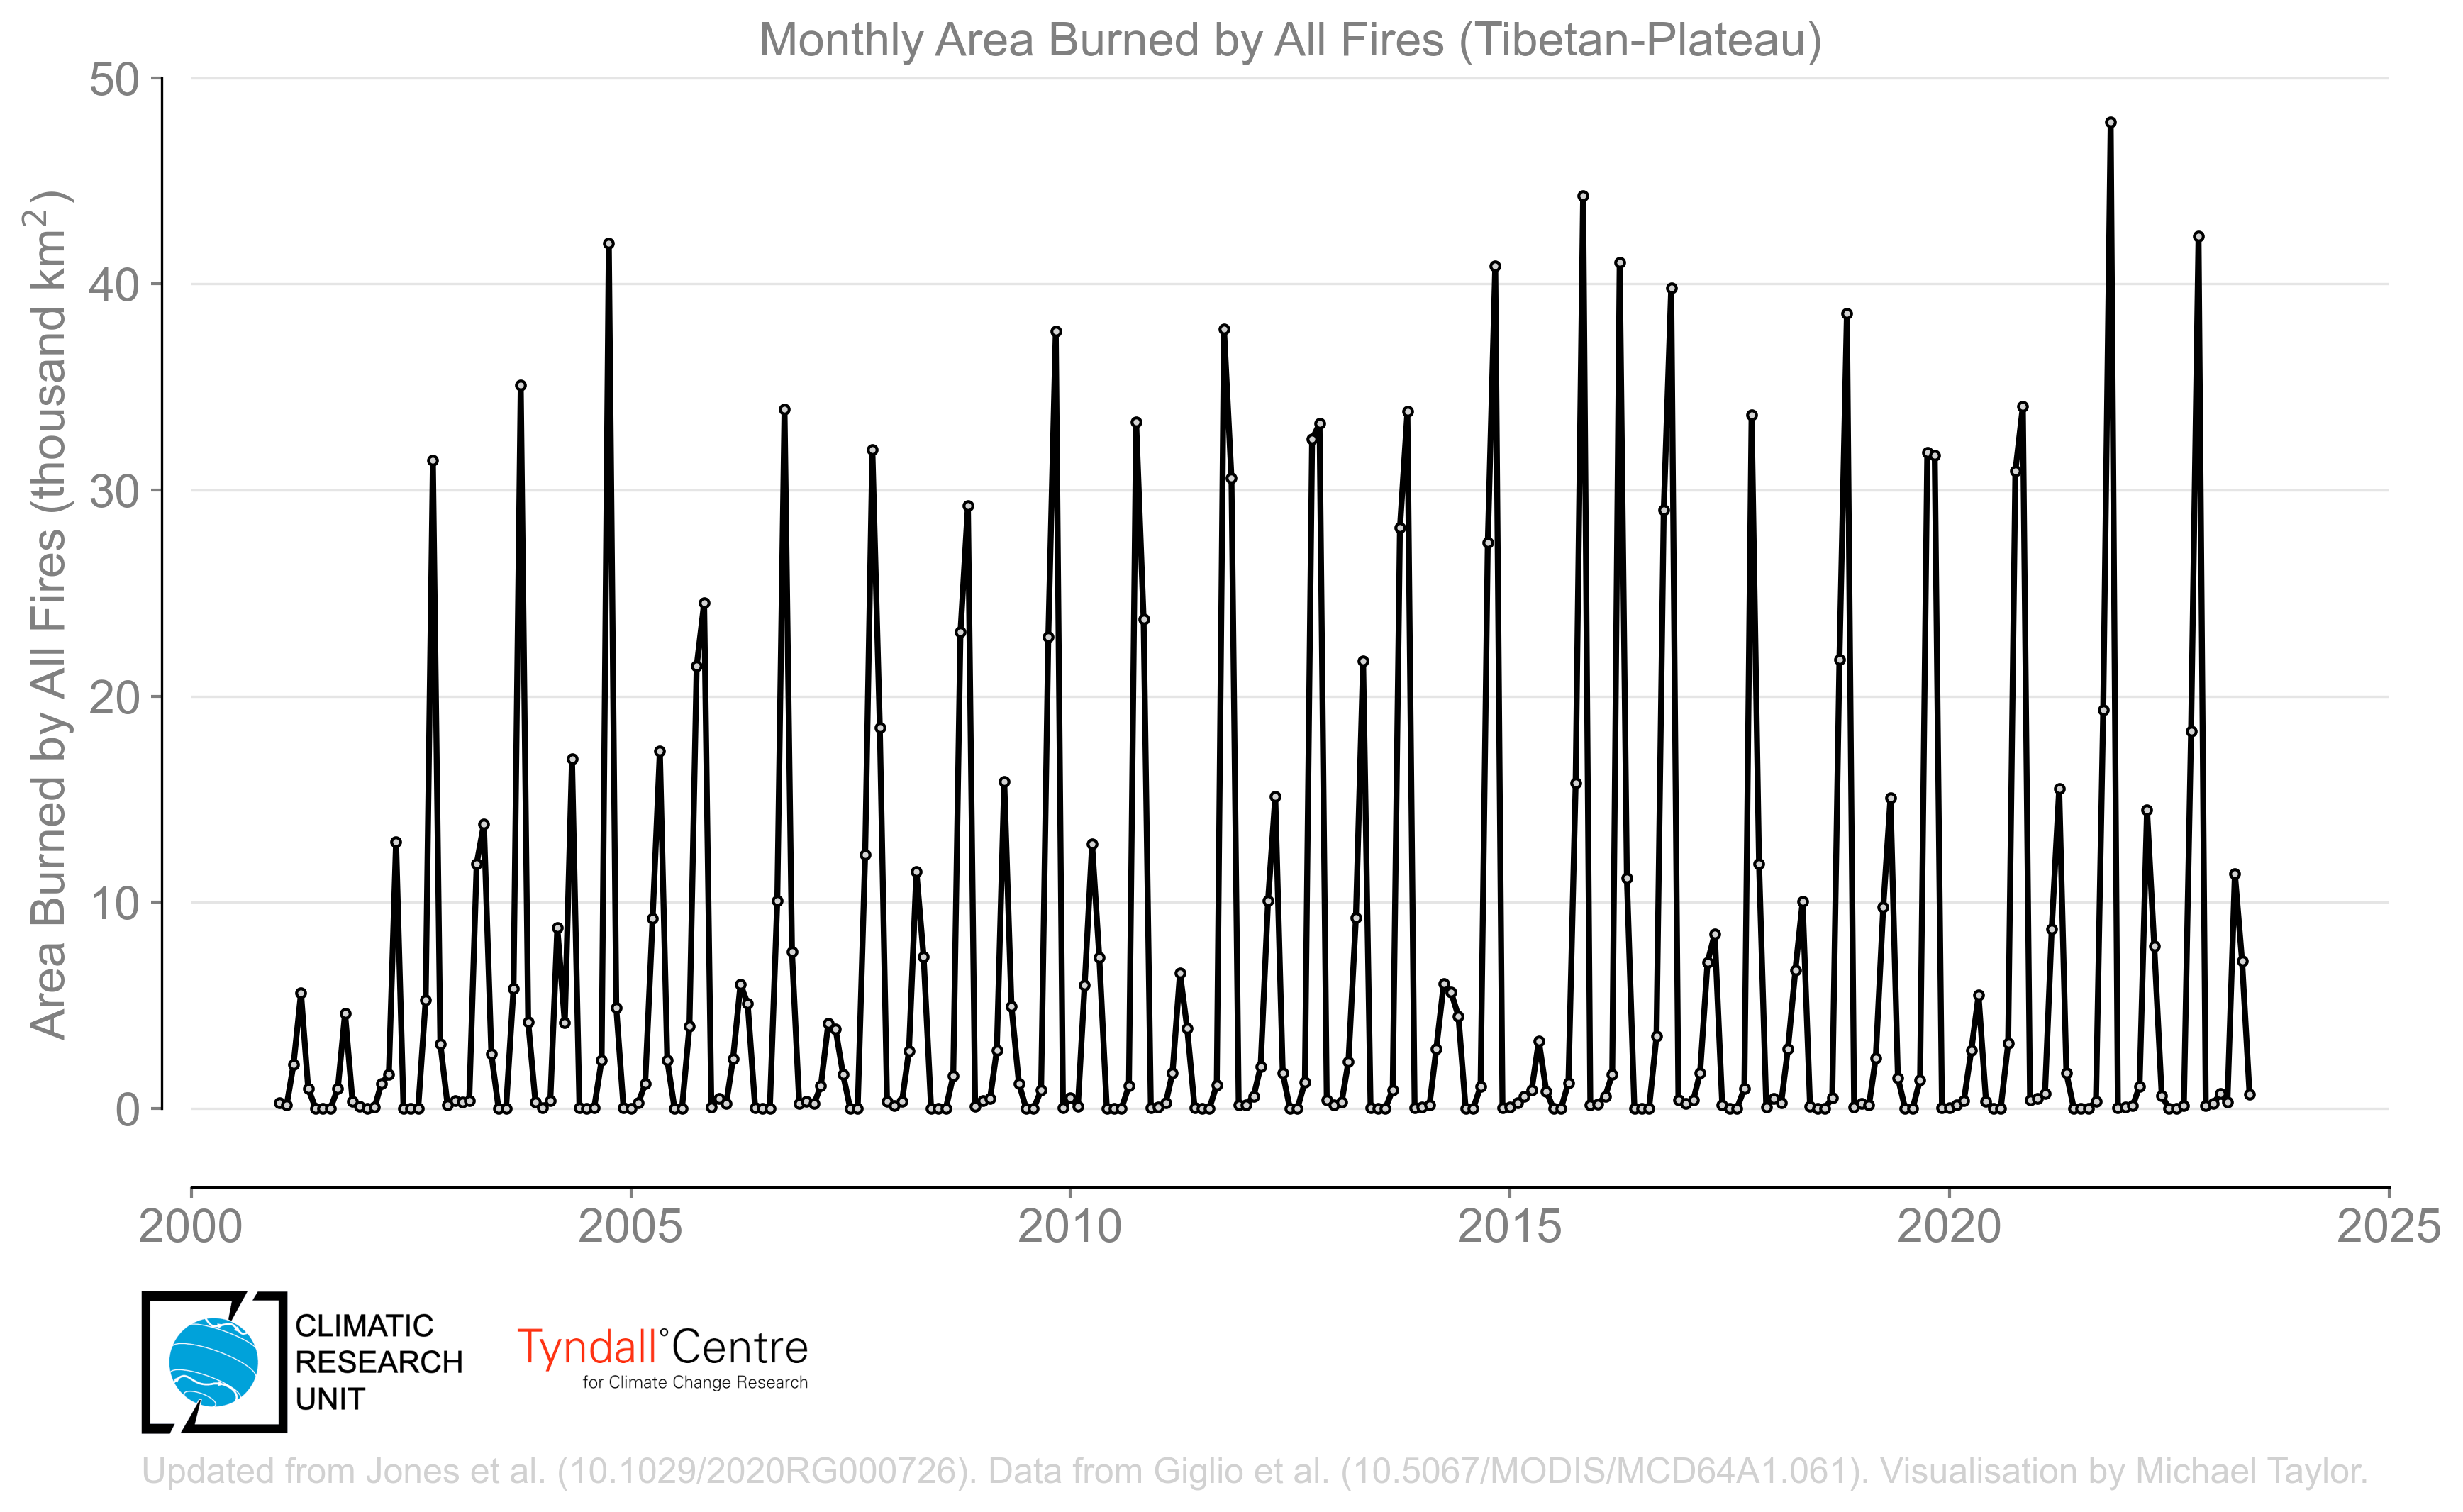 Monthly Area Burned by All Fires (Tibetan-Plateau)
Area Burned by All Fires (thousand km²)
50
40
30
20
10
0
2000 2005 2010 2015 2020 2025
CLIMATIC
RESEARCH
UNIT
Tyndall°Centre
for Climate Change Research
Updated from Jones et al. (10.1029/2020RG000726). Data from Giglio et al. (10.5067/MODIS/MCD64A1.061). Visualisation by Michael Taylor.